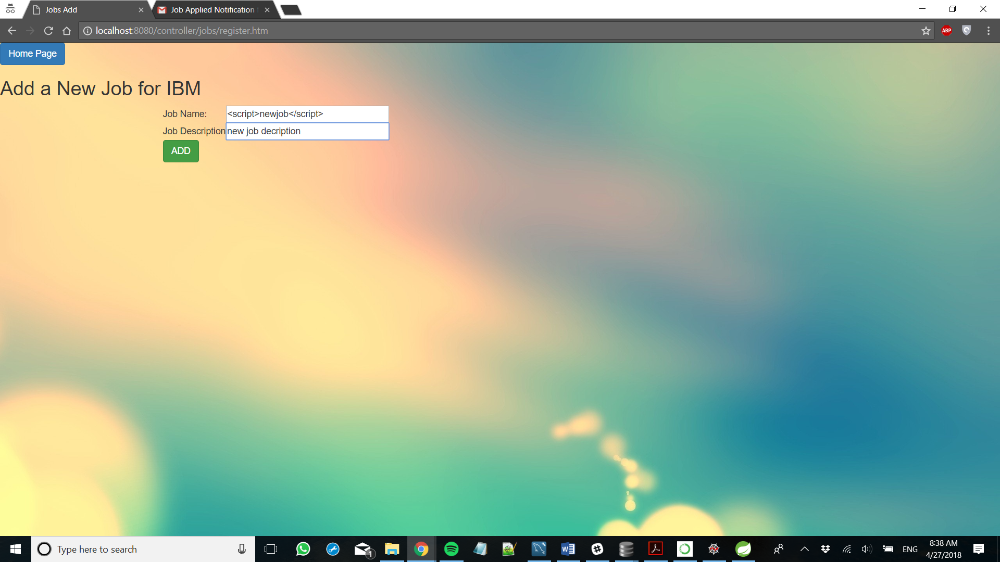 Jobs Add
Job Applied Notification
localhost:8080/controller/jobs/register.htm
ABP
Home Page
Add a New Job for IBM
Job Name: <script>newjob</script>
Job Description new job decription
ADD
Type here to search
1
ENG
8:38 AM
4/27/2018